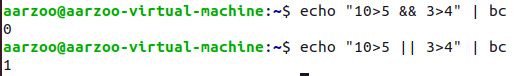 aarzoo@aarzoo-virtual-machine:~$ echo "10>5 && 3>4" | bc
0
aarzoo@aarzoo-virtual-machine:~$ echo "10>5 || 3>4" | bc
1